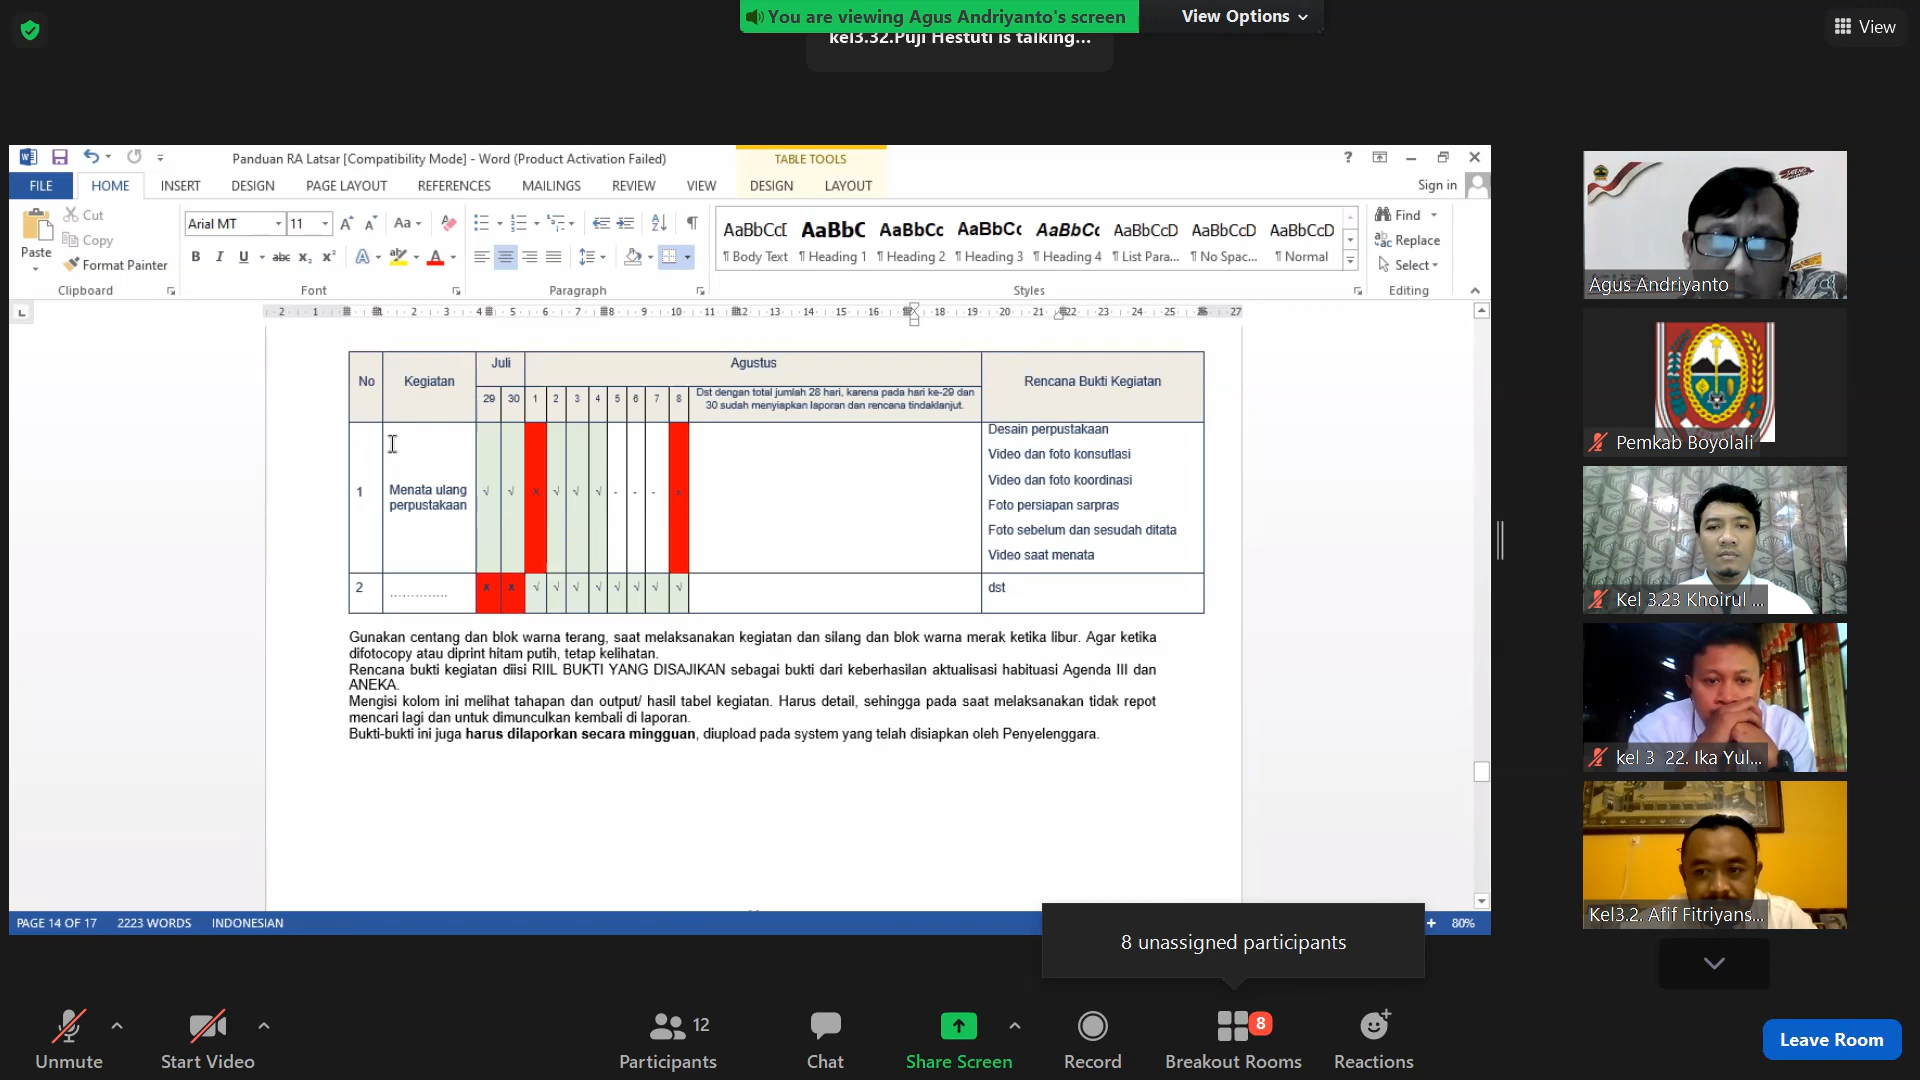 You are viewing Agus Andriyanto's screen
View Options
View
kel3.32.Puji Hestuti is talking...
Panduan RA Latsar [Compatibility Mode] - Word (Product Activation Failed)
TABLE TOOLS
?
FILE
HOME
INSERT
DESIGN
PAGE LAYOUT
REFERENCES
MAILINGS
REVIEW
VIEW
DESIGN
LAYOUT
Sign in
Paste
Cut
Copy
Format Painter
Clipboard
Arial MT
11
Font
Paragraph
AaBbCcD AaBbC AaBbCc AaBbCc AaBbCc AaBbCcD AaBbCcD AaBbCcD
¶ Body Text ¶ Heading 1 ¶ Heading 2 ¶ Heading 3 ¶ Heading 4 ¶ List Para... ¶ No Spac... ¶ Normal
Styles
Find
Replace
Select
Editing
No
Kegiatan
Juli
Agustus
Rencana Bukti Kegiatan
29 30 1 2 3 4 5 6 7 8
Dst dengan total jumlah 28 hari, karena pada hari ke-29 dan
30 sudah menyiapkan laporan dan rencana tindaklanjut.
1
Menata ulang
perpustakaan
√ √ X √ √ √ - - - x
Desain perpustakaan
Video dan foto konsutlasi
Video dan foto koordinasi
Foto persiapan sarpras
Foto sebelum dan sesudah ditata
Video saat menata
2
..............
x x √ √ √ √ √ √ √ √
dst
Gunakan centang dan blok warna terang, saat melaksanakan kegiatan dan silang dan blok warna merak ketika libur. Agar ketika
difotocopy atau diprint hitam putih, tetap kelihatan.
Rencana bukti kegiatan diisi RIIL BUKTI YANG DISAJIKAN sebagai bukti dari keberhasilan aktualisasi habituasi Agenda III dan
ANEKA.
Mengisi kolom ini melihat tahapan dan output/ hasil tabel kegiatan. Harus detail, sehingga pada saat melaksanakan tidak repot
mencari lagi dan untuk dimunculkan kembali di laporan.
Bukti-bukti ini juga harus dilaporkan secara mingguan, diupload pada system yang telah disiapkan oleh Penyelenggara.
PAGE 14 OF 17
2223 WORDS
INDONESIAN
80%
Agus Andriyanto
Pemkab Boyolali
Kel 3.23 Khoirul ...
kel 3 22. Ika Yul...
Kel3.2. Afif Fitriyans...
8 unassigned participants
Unmute
Start Video
Participants
12
Chat
Share Screen
Record
Breakout Rooms
8
Reactions
Leave Room